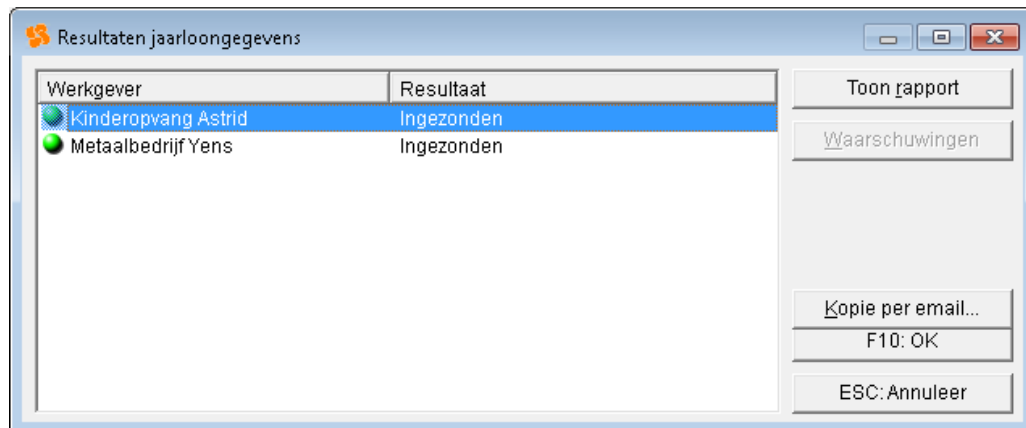 Resultaten jaarloongegevens
Werkgever Resultaat
Kinderopvang Astrid Ingezonden
Metaalbedrijf Yens Ingezonden
Toon rapport
Waarschuwingen
Kopie per email...
F10: OK
ESC: Annuleer